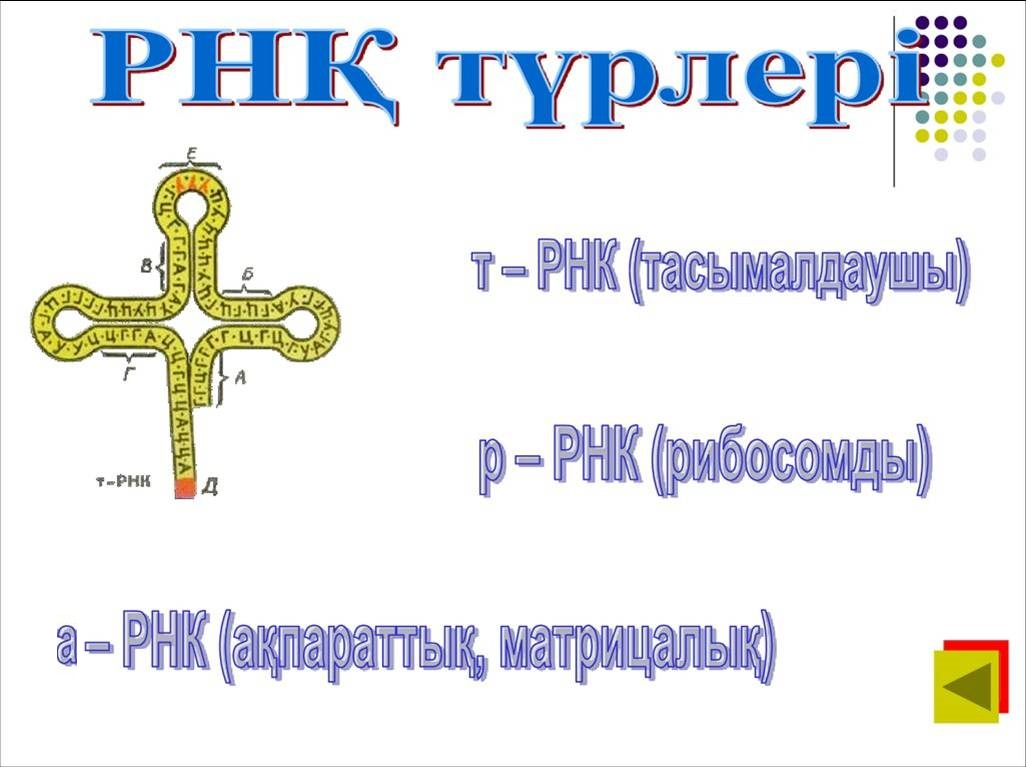 РНҚ түрлері
Е
В
Б
Г
А
т-РНК
Д
т – РНК (тасымалдаушы)
р – РНК (рибосомды)
а – РНК (ақпараттық, матрицалық)